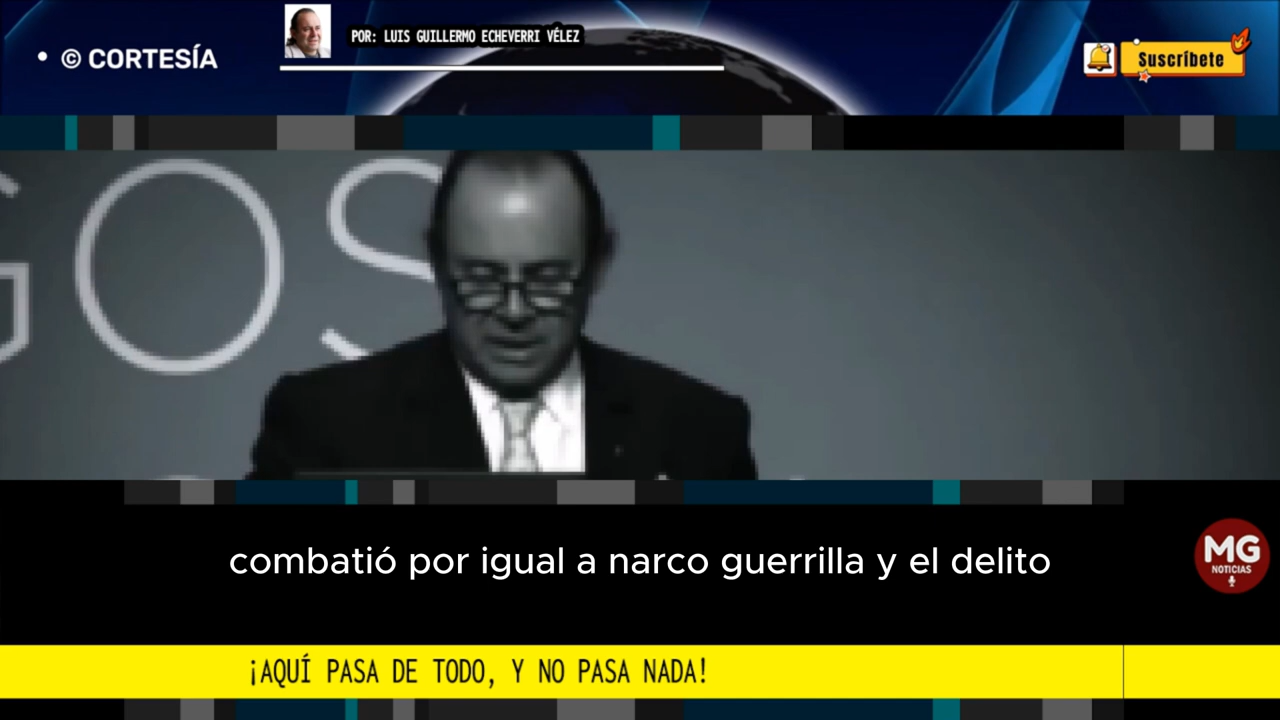 • © CORTESÍA
POR: LUIS GUILLERMO ECHEVERRI VÉLEZ
Suscríbete
GOS
combatió por igual a narco guerrilla y el delito
MG
NOTICIAS
¡AQUÍ PASA DE TODO, Y NO PASA NADA!